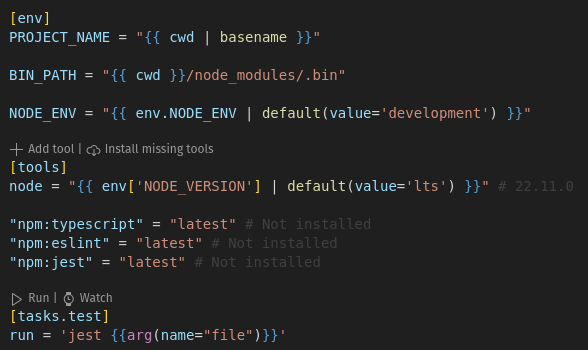 [env]
PROJECT_NAME = "{{ cwd | basename }}"
BIN_PATH = "{{ cwd }}/node_modules/.bin"
NODE_ENV = "{{ env.NODE_ENV | default(value='development') }}"
Add tool | Install missing tools
[tools]
node = "{{ env['NODE_VERSION'] | default(value='lts') }}" # 22.11.0
"npm:typescript" = "latest" # Not installed
"npm:eslint" = "latest" # Not installed
"npm:jest" = "latest" # Not installed
Run | Watch
[tasks.test]
run = 'jest {{arg(name="file")}}'